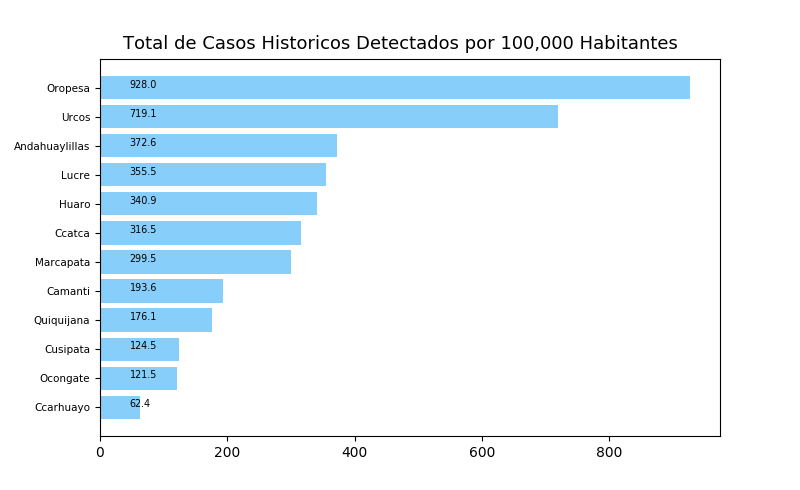 Total de Casos Historicos Detectados por 100,000 Habitantes
Oropesa 928.0
Urcos 719.1
Andahuaylillas 372.6
Lucre 355.5
Huaro 340.9
Ccatca 316.5
Marcapata 299.5
Camanti 193.6
Quiquijana 176.1
Cusipata 124.5
Ocongate 121.5
Ccarhuayo 62.4
0 200 400 600 800